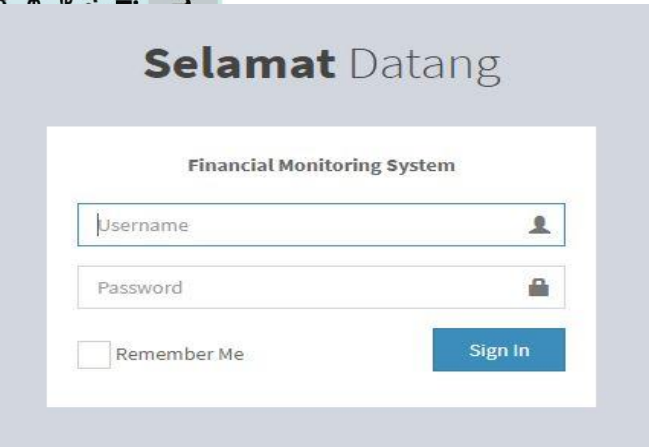 Selamat Datang
Financial Monitoring System
Username
Password
Remember Me
Sign In